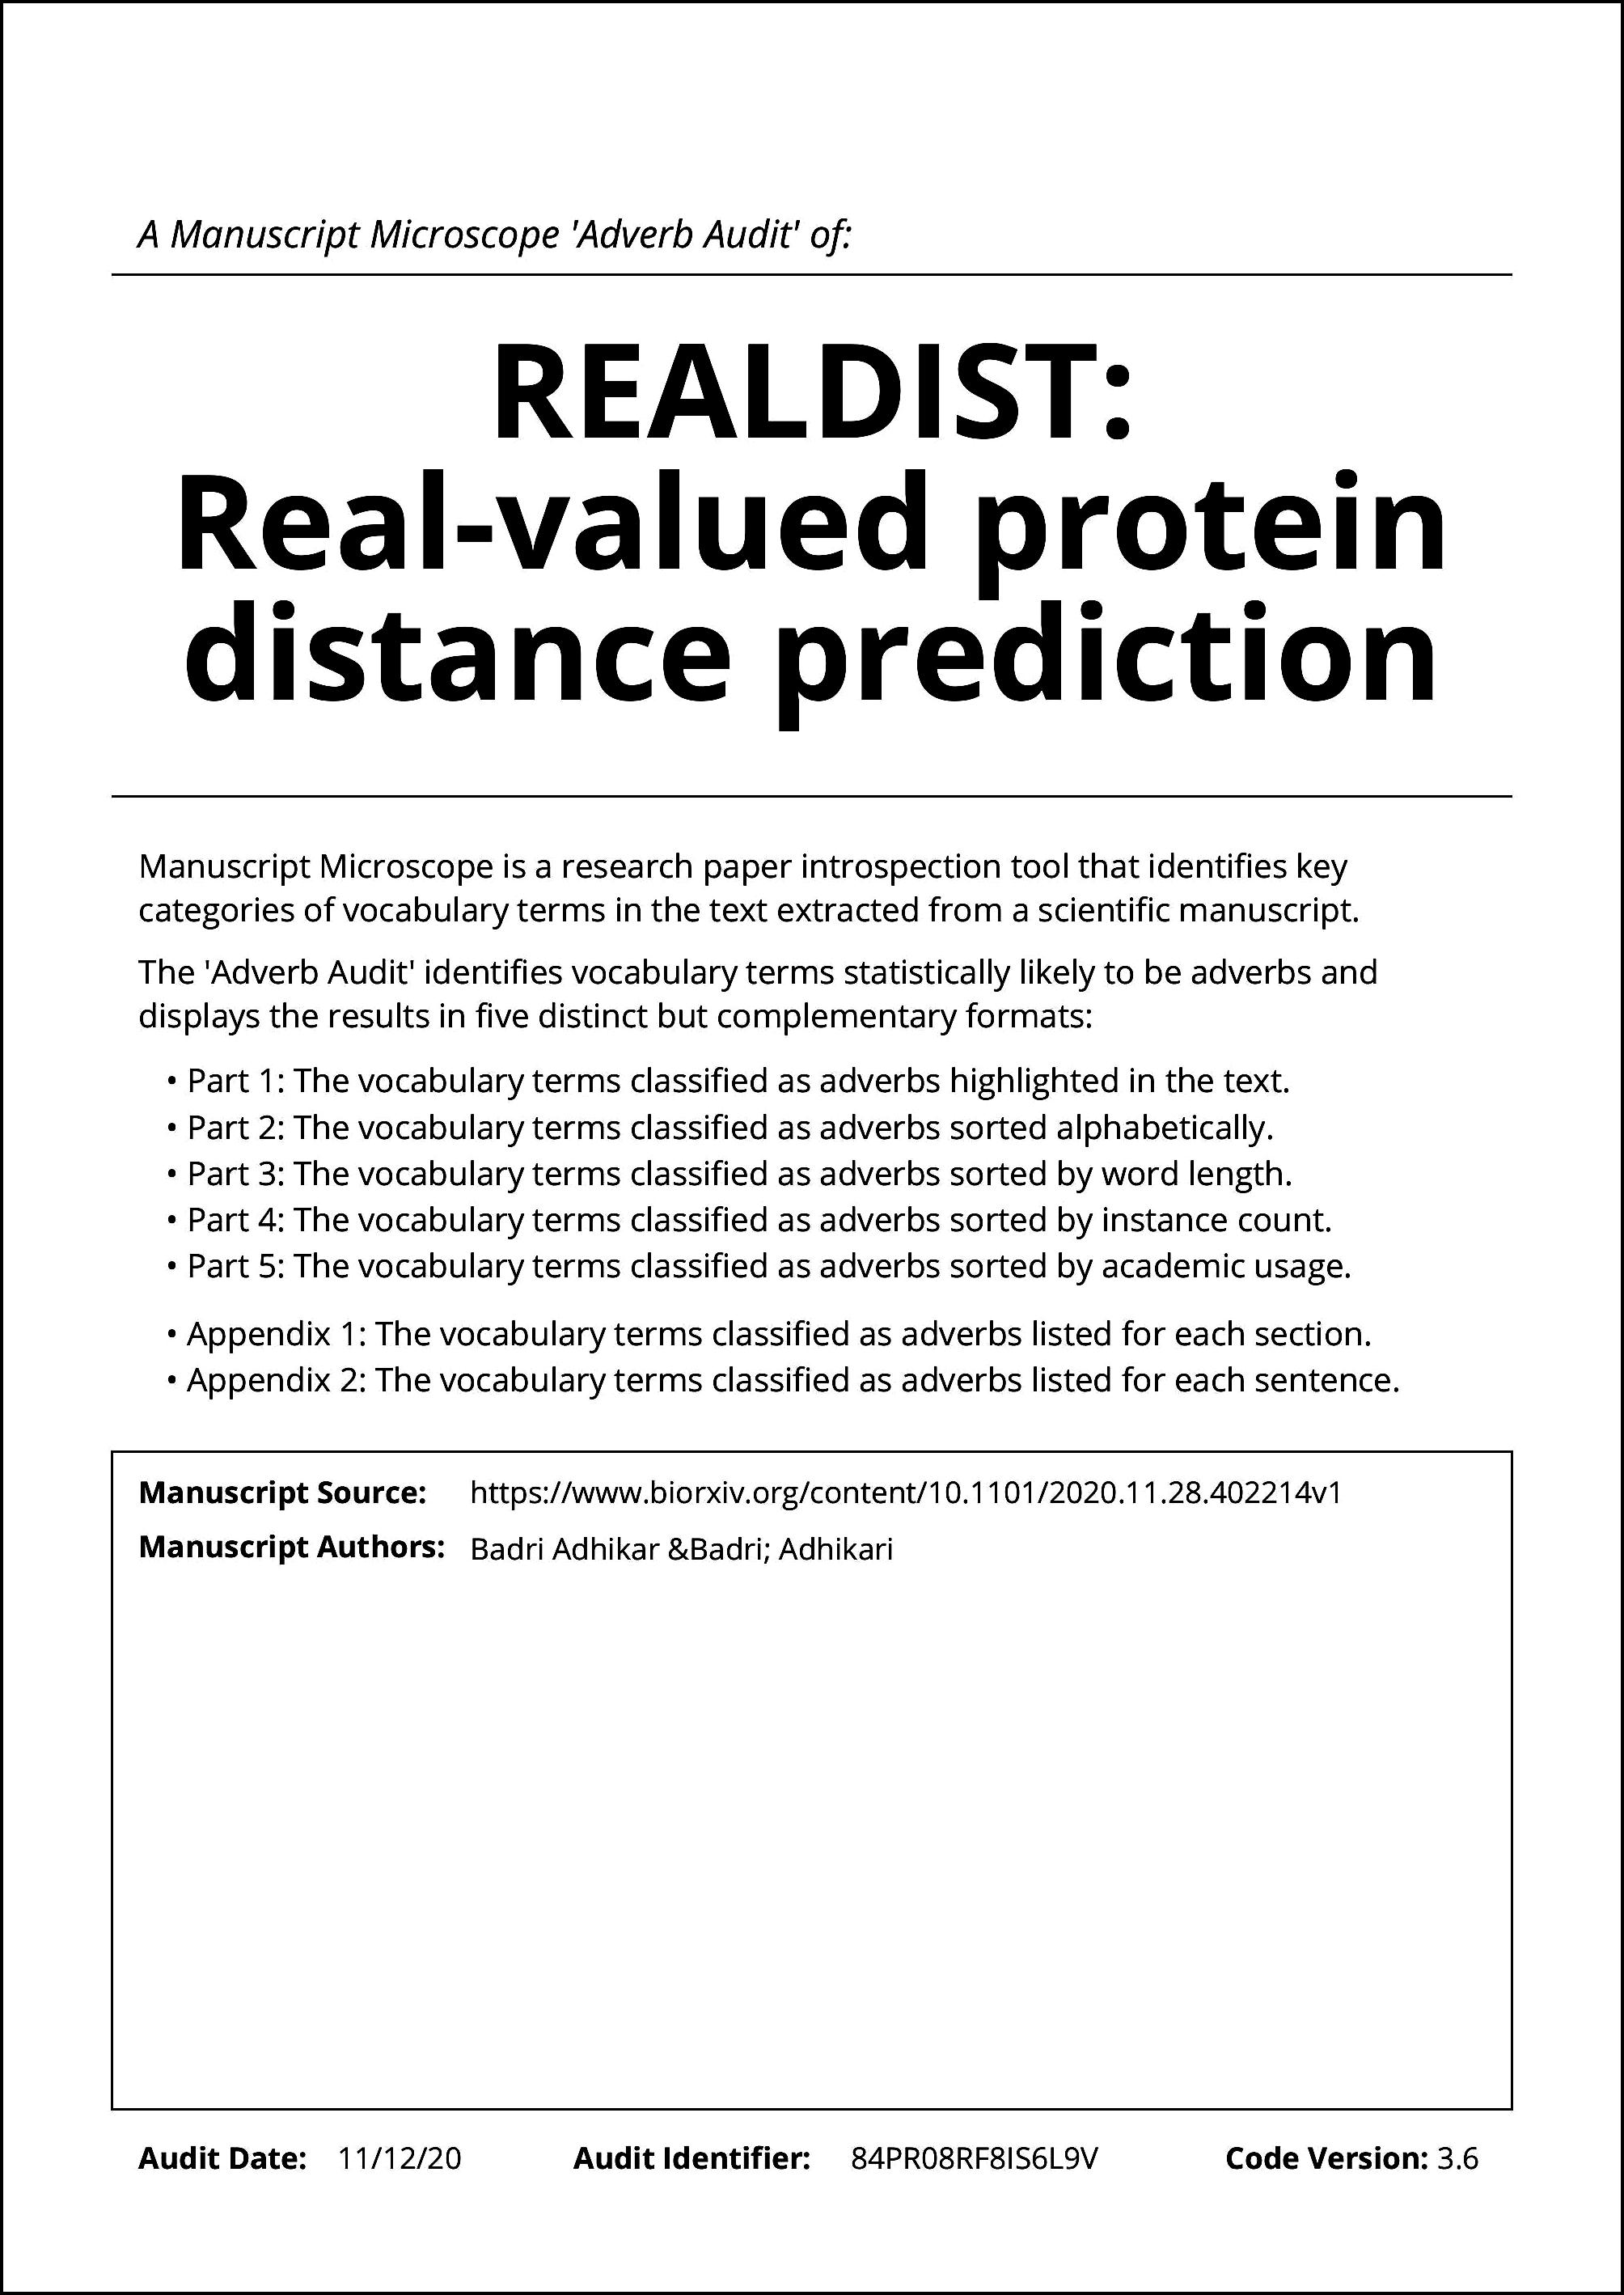 A Manuscript Microscope 'Adverb Audit' of:
REALDIST:
Real-valued protein
distance prediction
Manuscript Microscope is a research paper introspection tool that identifies key
categories of vocabulary terms in the text extracted from a scientific manuscript.
The 'Adverb Audit' identifies vocabulary terms statistically likely to be adverbs and
displays the results in five distinct but complementary formats:
• Part 1: The vocabulary terms classified as adverbs highlighted in the text.
• Part 2: The vocabulary terms classified as adverbs sorted alphabetically.
• Part 3: The vocabulary terms classified as adverbs sorted by word length.
• Part 4: The vocabulary terms classified as adverbs sorted by instance count.
• Part 5: The vocabulary terms classified as adverbs sorted by academic usage.
• Appendix 1: The vocabulary terms classified as adverbs listed for each section.
• Appendix 2: The vocabulary terms classified as adverbs listed for each sentence.
Manuscript Source: https://www.biorxiv.org/content/10.1101/2020.11.28.402214v1
Manuscript Authors: Badri Adhikar &Badri; Adhikari
Audit Date: 11/12/20 Audit Identifier: 84PR08RF8IS6L9V Code Version: 3.6